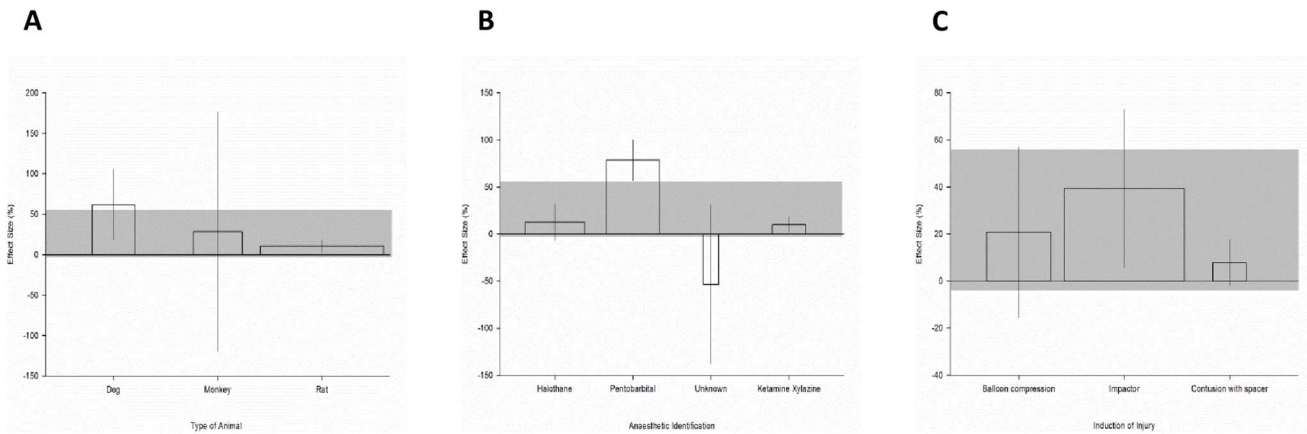 A
Effect Size (%)
200
150
100
50
0
-50
-100
-150
Dog Monkey Rat
Type of Animal
B
Effect Size (%)
150
100
50
0
-50
-100
-150
Halothane Pentobarbital Unknown Ketamine Xylazine
Anaesthetic Identification
C
Effect Size (%)
80
60
40
20
0
-20
-40
Balloon compression Impactor Contusion with spacer
Induction of Injury